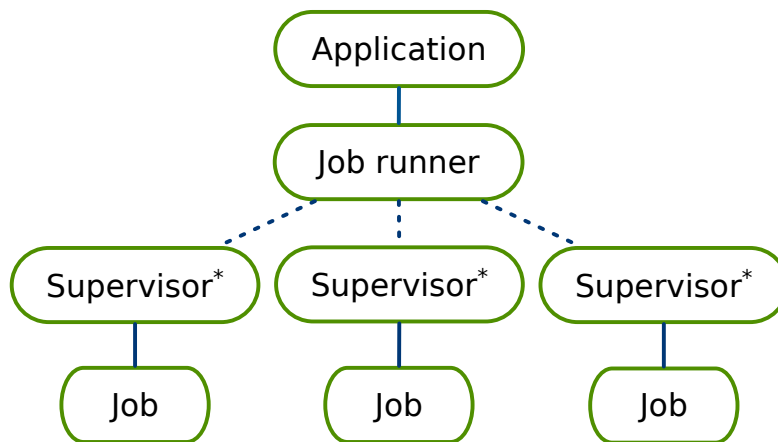 Application
Job runner
Supervisor*
Supervisor*
Supervisor*
Job
Job
Job